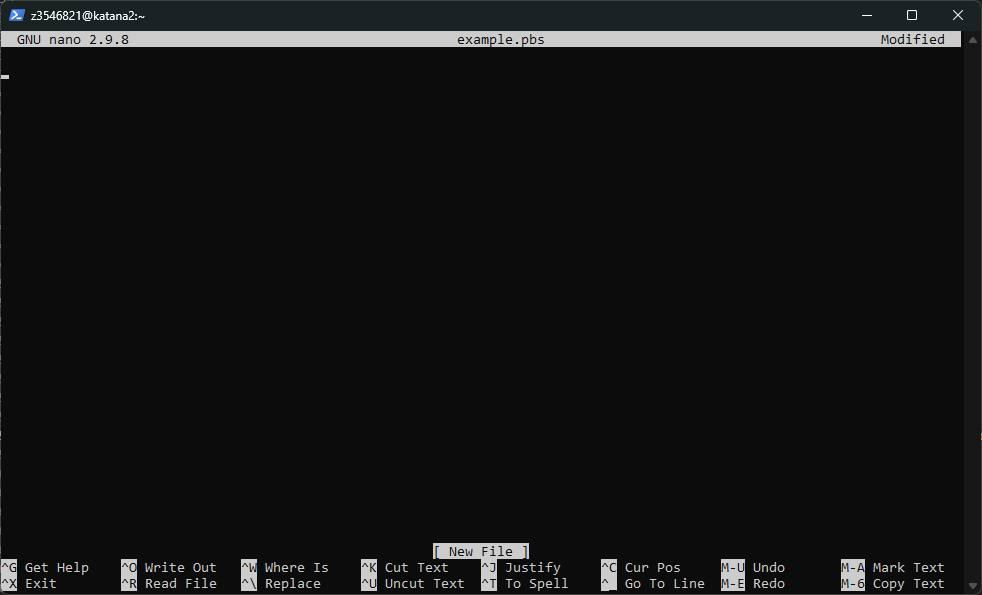 z3546821@katana2:~
GNU nano 2.9.8 example.pbs Modified
[ New File ]
^G Get Help ^O Write Out ^W Where Is ^K Cut Text ^J Justify ^C Cur Pos M-U Undo M-A Mark Text
^X Exit ^R Read File ^\ Replace ^U Uncut Text ^T To Spell ^_ Go To Line M-E Redo M-6 Copy Text